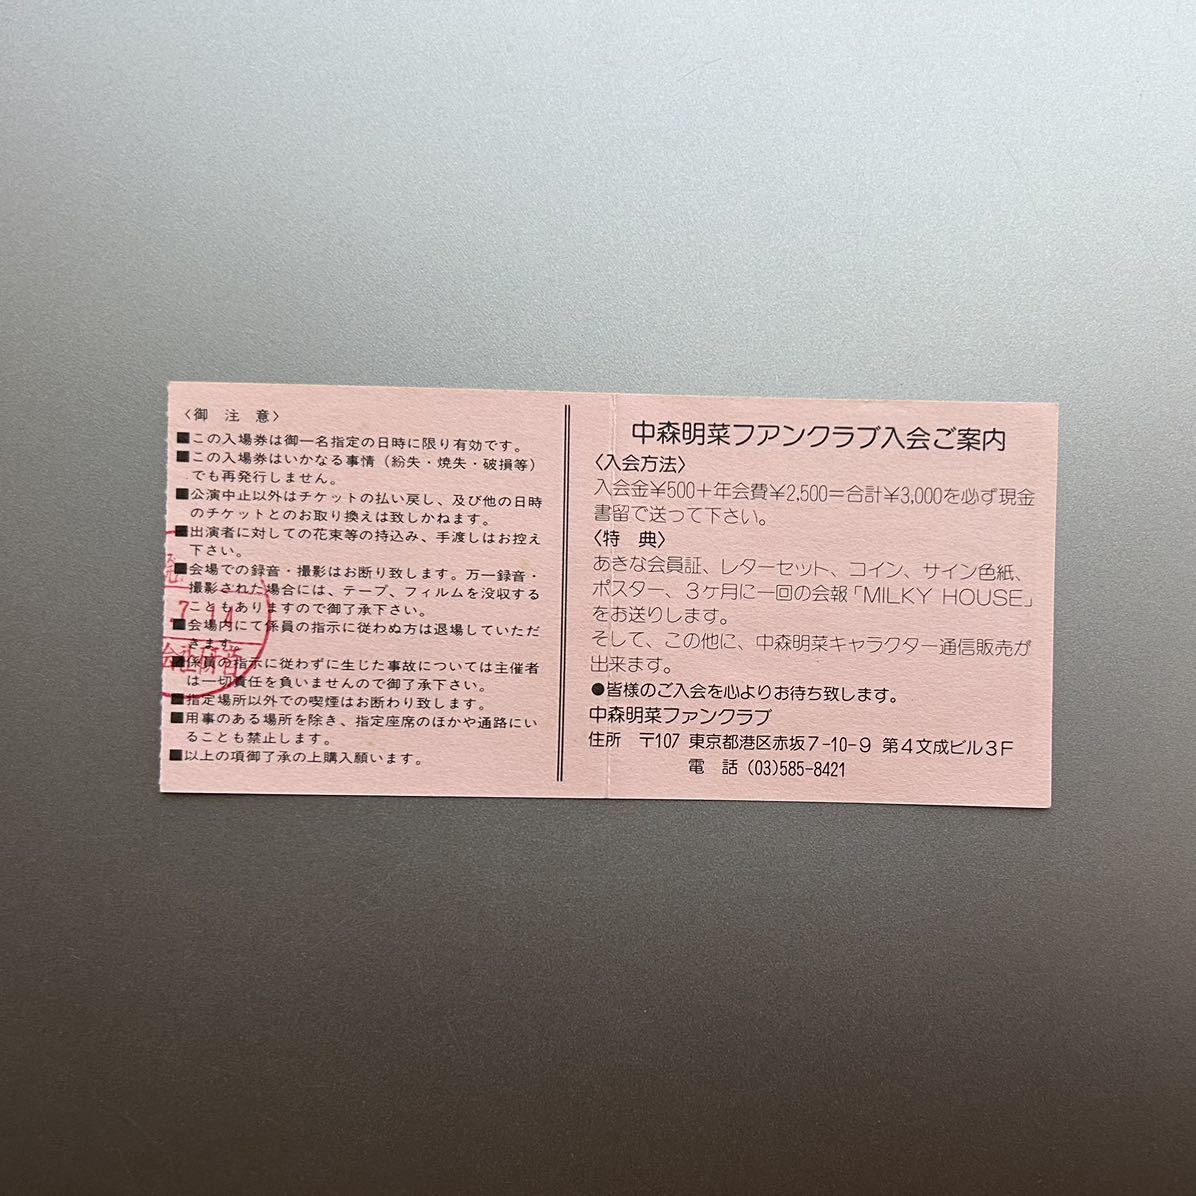 〈御　注　意〉
■この入場券は御一名指定の日時に限り有効です。
■この入場券はいかなる事情（紛失・焼失・破損等）
でも再発行しません。
■公演中止以外はチケットの払い戻し、及び他の日時
のチケットとのお取り換えは致しかねます。
■出演者に対しての花束等の持込み、手渡しはお控え
下さい。
■会場での録音・撮影はお断り致します。万一録音・
撮影された場合には、テープ、フィルムを没収する
こともありますので御了承下さい。
■会場内にて係員の指示に従わぬ方は退場していただ
きます。
■係員の指示に従わずに生じた事故については主催者
は一切責任を負いませんので御了承下さい。
■指定場所以外での喫煙はお断わり致します。
■用事のある場所を除き、指定座席のほかや通路にい
ることも禁止します。
■以上の項御了承の上購入願います。
7.14
中森明菜ファンクラブ入会ご案内
〈入会方法〉
入会金¥500＋年会費¥2,500＝合計¥3,000を必ず現金
書留で送って下さい。
〈特　典〉
あきな会員証、レターセット、コイン、サイン色紙、
ポスター、３ケ月に一回の会報「MILKY HOUSE」
をお送りします。
そして、この他に、中森明菜キャラクター通信販売が
出来ます。
●皆様のご入会を心よりお待ち致します。
中森明菜ファンクラブ
住所　〒107 東京都港区赤坂7-10-9 第４文成ビル３Ｆ
電　話 (03)585-8421